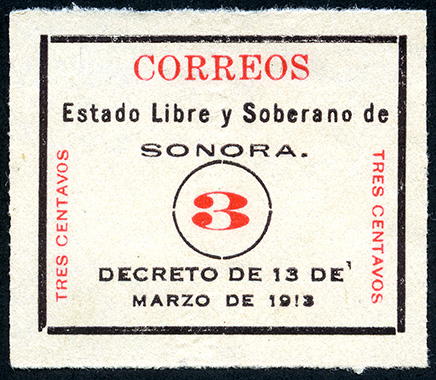 CORREOS
Estado Libre y Soberano de
SONORA.
TRES CENTAVOS
3
TRES CENTAVOS
DECRETO DE 13 DE
MARZO DE 1913